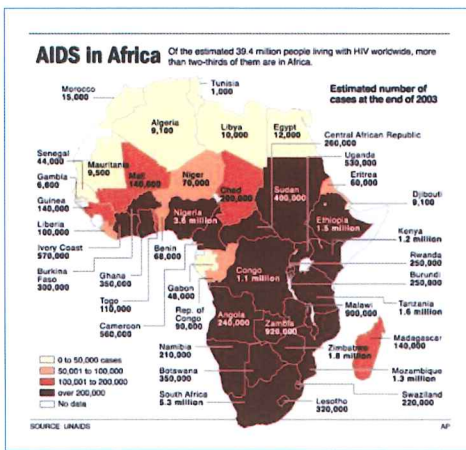 AIDS in Africa
Of the estimated 39.4 million people living with HIV worldwide, more
than two-thirds of them are in Africa.
Estimated number of
cases at the end of 2003
Morocco
15,000
Tunisia
1,000
Algeria
9,100
Libya
10,000
Egypt
12,000
Central African Republic
260,000
Uganda
530,000
Eritrea
60,000
Djibouti
9,100
Senegal
44,000
Gambia
6,800
Guinea
140,000
Liberia
100,000
Ivory Coast
570,000
Burkina
Faso
300,000
Mauritania
9,500
Mali
140,000
Niger
70,000
Chad
200,000
Sudan
400,000
Nigeria
3.6 million
Ethiopia
1.5 million
Kenya
1.2 million
Rwanda
250,000
Burundi
250,000
Ghana
350,000
Togo
110,000
Benin
68,000
Cameroon
560,000
Gabon
48,000
Rep. of
Congo
90,000
Congo
1.1 million
Tanzania
1.6 million
Malawi
900,000
Angola
240,000
Zambia
920,000
Madagascar
140,000
Namibia
210,000
Zimbabwe
1.8 million
Mozambique
1.3 million
Botswana
350,000
South Africa
5.3 million
Lesotho
320,000
Swaziland
220,000
0 to 50,000 cases
50,001 to 100,000
100,001 to 200,000
over 200,000
No data
SOURCE UNAIDS
AP